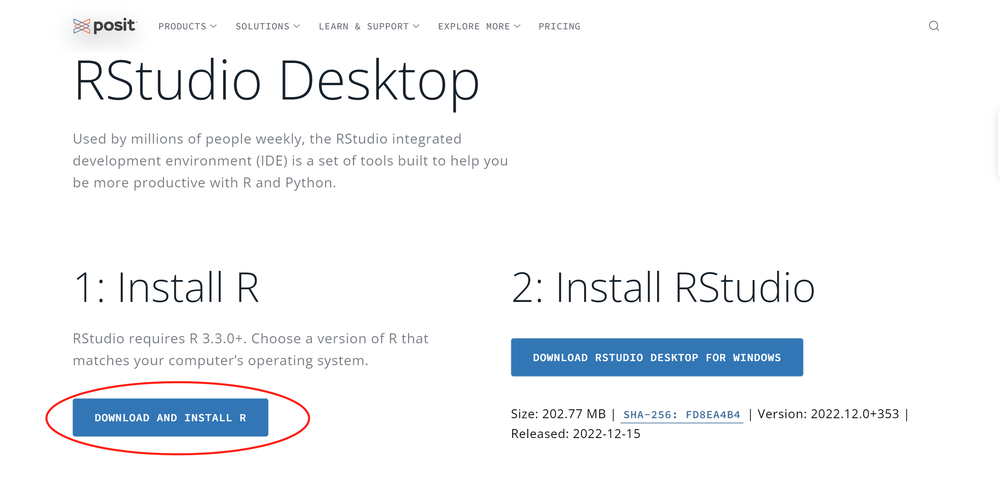 posit™ PRODUCTS SOLUTIONS LEARN & SUPPORT EXPLORE MORE PRICING
RStudio Desktop
Used by millions of people weekly, the RStudio integrated
development environment (IDE) is a set of tools built to help you
be more productive with R and Python.
1: Install R
RStudio requires R 3.3.0+. Choose a version of R that
matches your computer’s operating system.
DOWNLOAD AND INSTALL R
2: Install RStudio
DOWNLOAD RSTUDIO DESKTOP FOR WINDOWS
Size: 202.77 MB | SHA-256: FD8EA4B4 | Version: 2022.12.0+353 |
Released: 2022-12-15